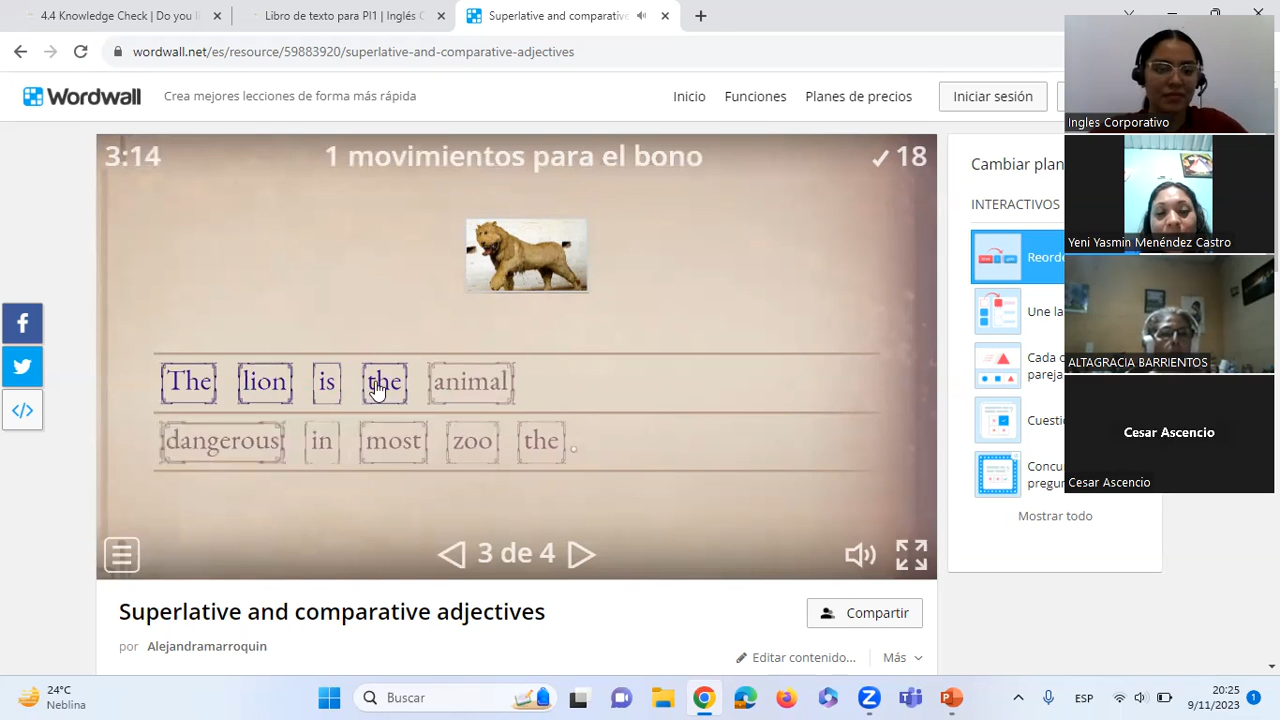 4.4 Knowledge Check | Do you l
Libro de texto para PI1 | Inglés C
Superlative and comparative
wordwall.net/es/resource/59883920/superlative-and-comparative-adjectives
Wordwall
Crea mejores lecciones de forma más rápida
Inicio
Funciones
Planes de precios
Iniciar sesión
3:14
1 movimientos para el bono
18
The lion is the animal
dangerous in most zoo the .
3 de 4
Cambiar plan
INTERACTIVOS
Reorde
Une la
Cada o
pareja
Cuestio
Concu
pregun
Mostrar todo
Ingles Corporativo
Yeni Yasmin Menéndez Castro
ALTAGRACIA BARRIENTOS
Cesar Ascencio
Cesar Ascencio
Superlative and comparative adjectives
Compartir
por Alejandramarroquin
Editar contenido...
Más
24°C
Neblina
Buscar
ESP
20:25
9/11/2023
1